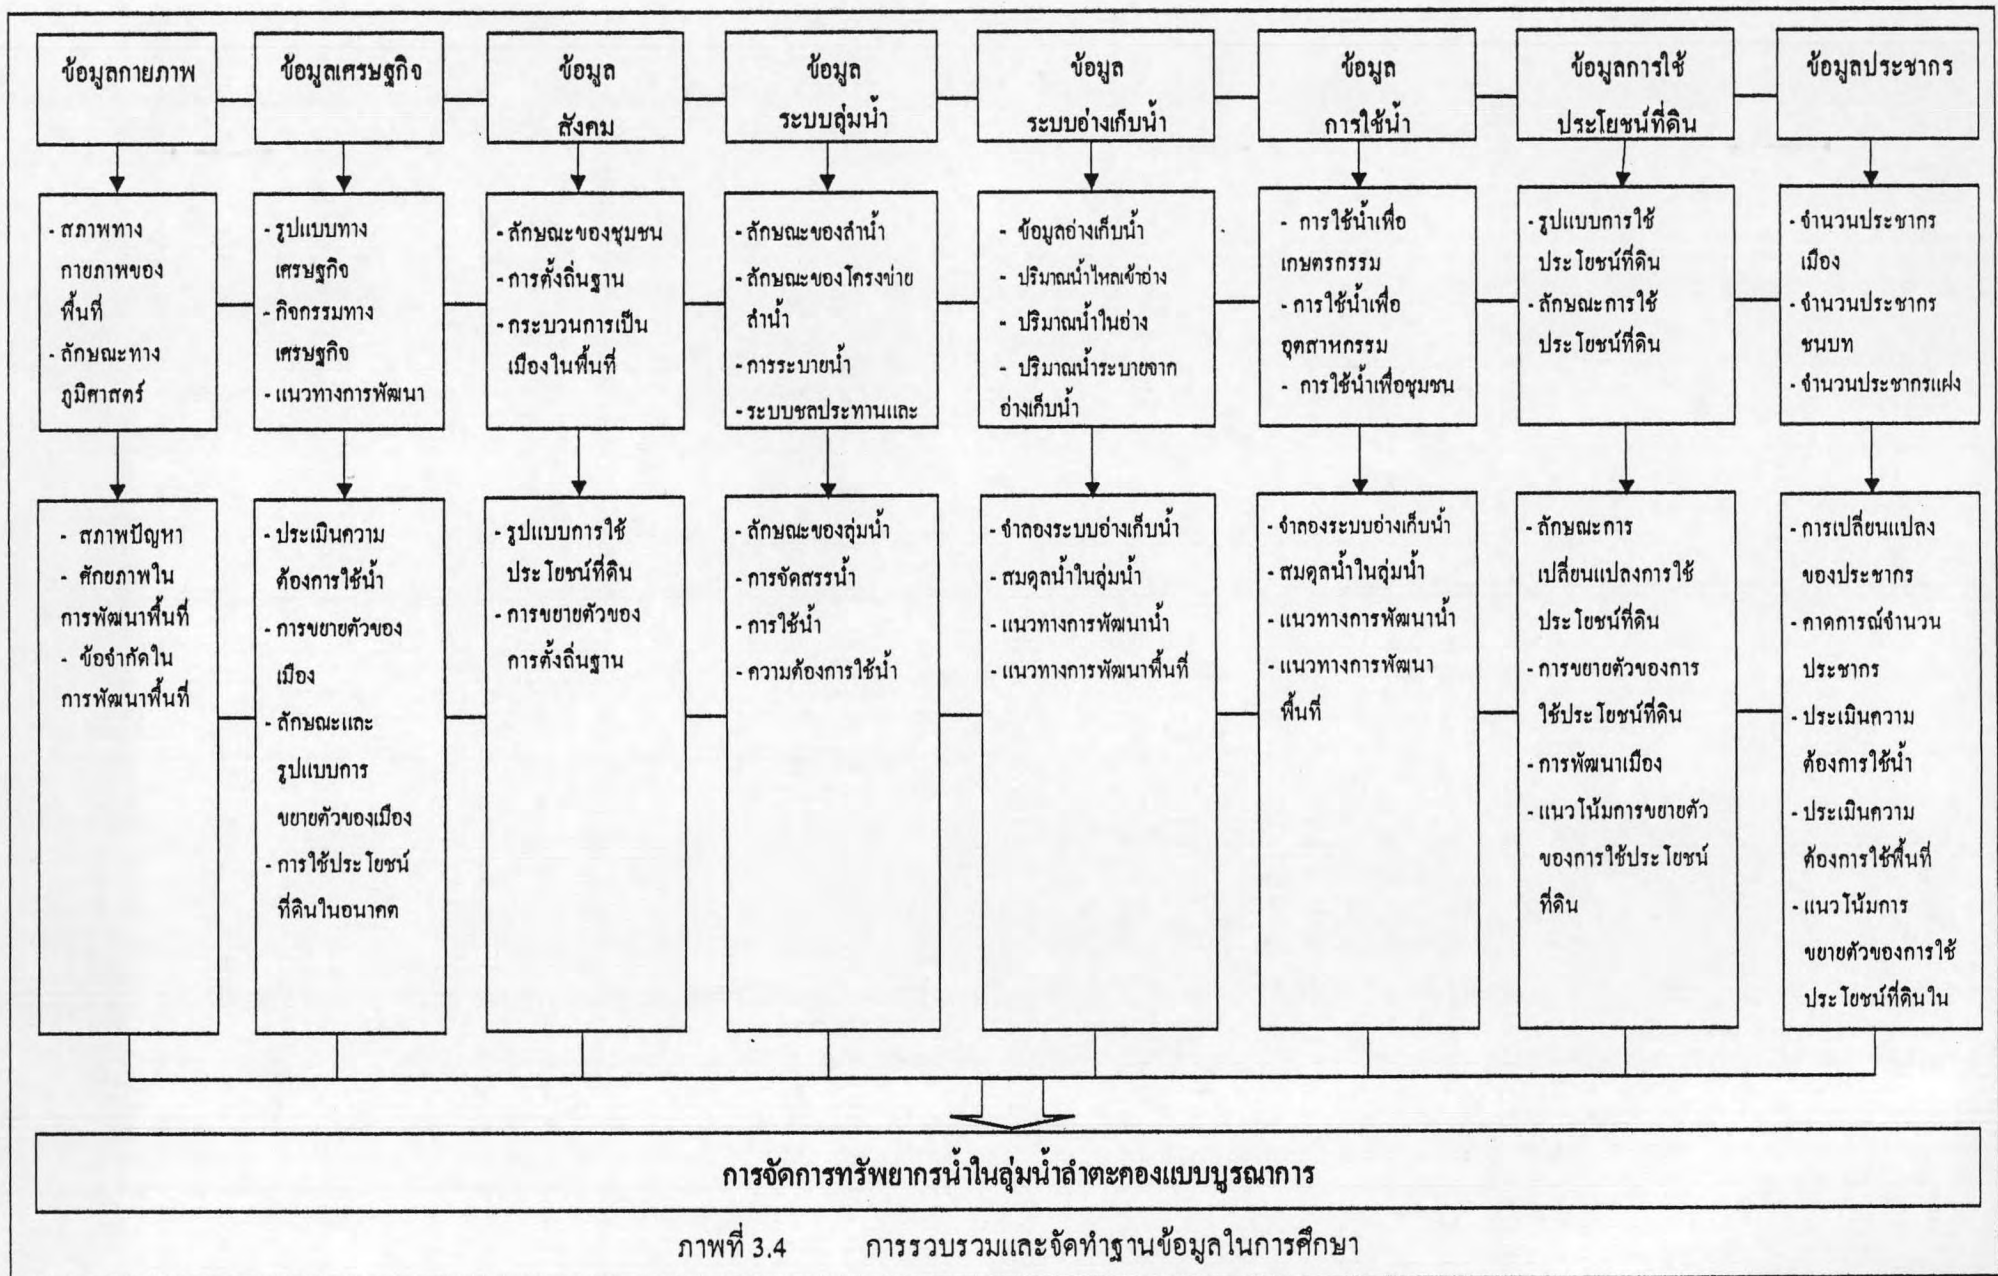 ข้อมูลกายภาพ
ข้อมูลเศรษฐกิจ
ข้อมูล
สังคม
ข้อมูล
ระบบลุ่มน้ำ
ข้อมูล
ระบบอ่างเก็บน้ำ
ข้อมูล
การใช้น้ำ
ข้อมูลการใช้
ประโยชน์ที่ดิน
ข้อมูลประชากร
- สภาพทาง
กายภาพของ
พื้นที่
- ลักษณะทาง
ภูมิศาสตร์
- รูปแบบทาง
เศรษฐกิจ
- กิจกรรมทาง
เศรษฐกิจ
- แนวทางการพัฒนา
- ลักษณะของชุมชน
- การตั้งถิ่นฐาน
- กระบวนการเป็น
เมืองในพื้นที่
- ลักษณะของลำน้ำ
- ลักษณะของโครงข่าย
ลำน้ำ
- การระบายน้ำ
- ระบบชลประทานและ
- ข้อมูลอ่างเก็บน้ำ
- ปริมาณน้ำไหลเข้าอ่าง
- ปริมาณน้ำในอ่าง
- ปริมาณน้ำระบายจาก
อ่างเก็บน้ำ
- การใช้น้ำเพื่อ
เกษตรกรรม
- การใช้น้ำเพื่อ
อุตสาหกรรม
- การใช้น้ำเพื่อชุมชน
- รูปแบบการใช้
ประโยชน์ที่ดิน
- ลักษณะการใช้
ประโยชน์ที่ดิน
- จำนวนประชากร
เมือง
- จำนวนประชากร
ชนบท
- จำนวนประชากรแฝง
- สภาพปัญหา
- ศักยภาพใน
การพัฒนาพื้นที่
- ข้อจำกัดใน
การพัฒนาพื้นที่
- ประเมินความ
ต้องการใช้น้ำ
- การขยายตัวของ
เมือง
- ลักษณะและ
รูปแบบการ
ขยายตัวของเมือง
- การใช้ประโยชน์
ที่ดินในอนาคต
- รูปแบบการใช้
ประโยชน์ที่ดิน
- การขยายตัวของ
การตั้งถิ่นฐาน
- ลักษณะของลุ่มน้ำ
- การจัดสรรน้ำ
- การใช้น้ำ
- ความต้องการใช้น้ำ
- จำลองระบบอ่างเก็บน้ำ
- สมดุลน้ำในลุ่มน้ำ
- แนวทางการพัฒนาน้ำ
- แนวทางการพัฒนาพื้นที่
- จำลองระบบอ่างเก็บน้ำ
- สมดุลน้ำในลุ่มน้ำ
- แนวทางการพัฒนาน้ำ
- แนวทางการพัฒนา
พื้นที่
- ลักษณะการ
เปลี่ยนแปลงการใช้
ประโยชน์ที่ดิน
- การขยายตัวของการ
ใช้ประโยชน์ที่ดิน
- การพัฒนาเมือง
- แนวโน้มการขยายตัว
ของการใช้ประโยชน์
ที่ดิน
- การเปลี่ยนแปลง
ของประชากร
- คาดการณ์จำนวน
ประชากร
- ประเมินความ
ต้องการใช้น้ำ
- ประเมินความ
ต้องการใช้พื้นที่
- แนวโน้มการ
ขยายตัวของการใช้
ประโยชน์ที่ดินใน
การจัดการทรัพยากรน้ำในลุ่มน้ำลำตะคองแบบบูรณาการ
ภาพที่ 3.4 การรวบรวมและจัดทำฐานข้อมูลในการศึกษา